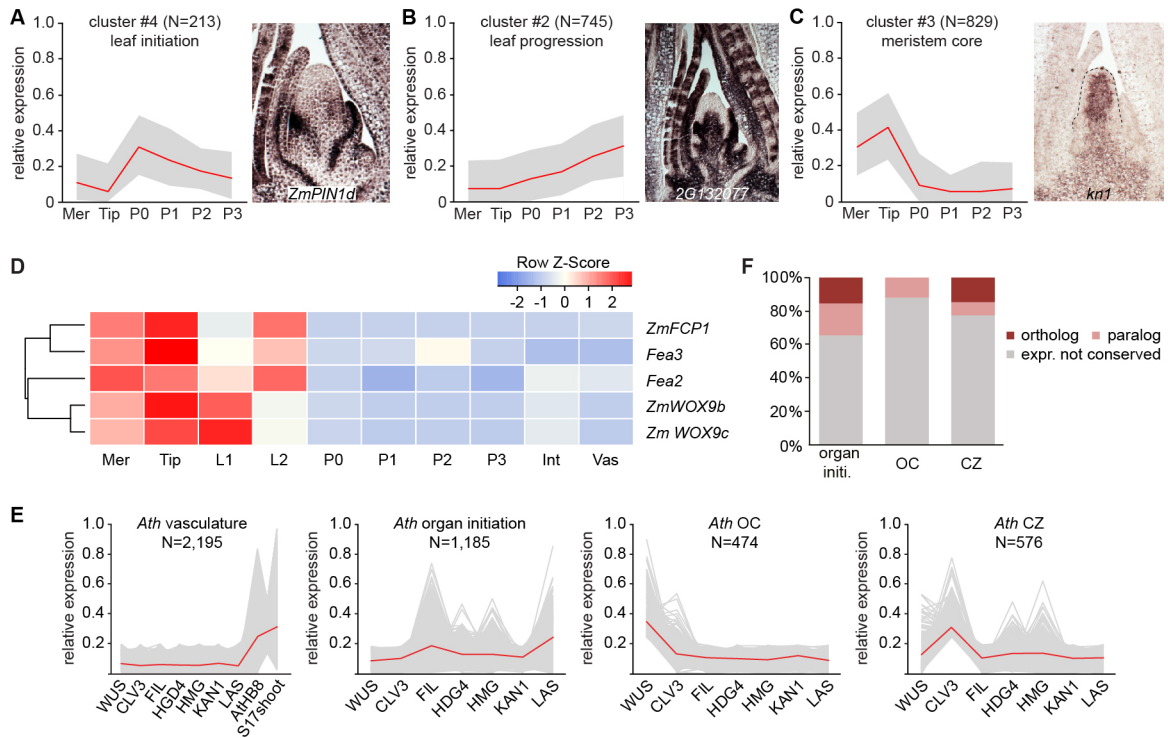 A
cluster #4 (N=213)
leaf initiation
relative expression
1.0
0.8
0.6
0.4
0.2
0
Mer Tip P0 P1 P2 P3
ZmPIN1d
B
cluster #2 (N=745)
leaf progression
relative expression
1.0
0.8
0.6
0.4
0.2
0
Mer Tip P0 P1 P2 P3
2G132077
C
cluster #3 (N=829)
meristem core
relative expression
1.0
0.8
0.6
0.4
0.2
0
Mer Tip P0 P1 P2 P3
kn1
D
Row Z-Score
-2 -1 0 1 2
ZmFCP1
Fea3
Fea2
ZmWOX9b
Zm WOX9c
Mer Tip L1 L2 P0 P1 P2 P3 Int Vas
F
100%
80%
60%
40%
20%
0%
organ
initi.
OC
CZ
ortholog paralog
expr. not conserved
E
Ath vasculature
N=2,195
relative expression
1.0
0.8
0.6
0.4
0.2
WUS
CLV3
FIL
HGD4
HMG
KAN1
LAS
AtHB8
S17shoot
Ath organ initiation
N=1,185
relative expression
1.0
0.8
0.6
0.4
0.2
WUS
CLV3
FIL
HDG4
HMG
KAN1
LAS
Ath OC
N=474
relative expression
1.0
0.8
0.6
0.4
0.2
WUS
CLV3
FIL
HDG4
HMG
KAN1
LAS
Ath CZ
N=576
relative expression
1.0
0.8
0.6
0.4
0.2
WUS
CLV3
FIL
HDG4
HMG
KAN1
LAS